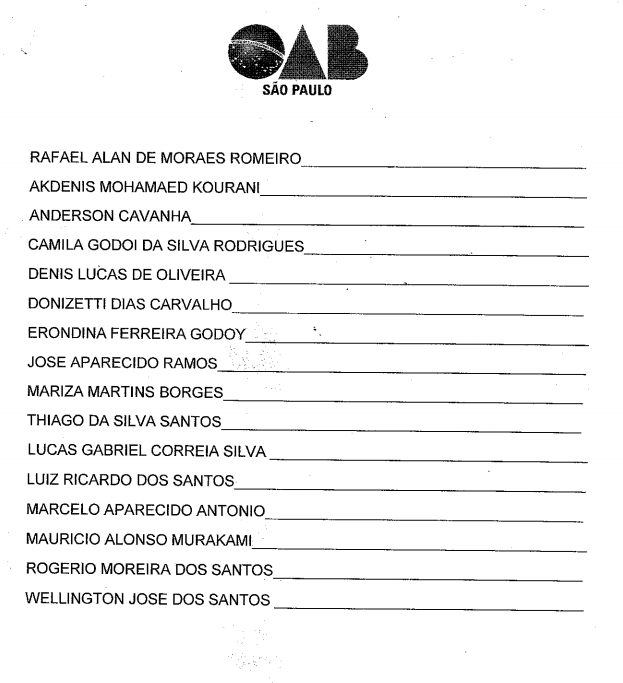 OAB
SÃO PAULO
RAFAEL ALAN DE MORAES ROMEIRO
AKDENIS MOHAMAED KOURANI
ANDERSON CAVANHA
CAMILA GODOI DA SILVA RODRIGUES
DENIS LUCAS DE OLIVEIRA
DONIZETTI DIAS CARVALHO
ERONDINA FERREIRA GODOY
JOSE APARECIDO RAMOS
MARIZA MARTINS BORGES
THIAGO DA SILVA SANTOS
LUCAS GABRIEL CORREIA SILVA
LUIZ RICARDO DOS SANTOS
MARCELO APARECIDO ANTONIO
MAURICIO ALONSO MURAKAMI
ROGERIO MOREIRA DOS SANTOS
WELLINGTON JOSE DOS SANTOS